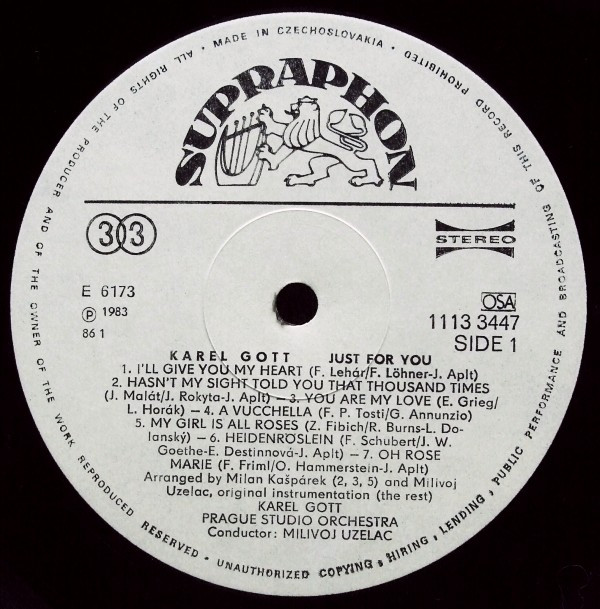 MADE IN CZECHOSLOVAKIA • ALL RIGHTS OF THE PRODUCER AND OF THE OWNER OF THE WORK REPRODUCED RESERVED • UNAUTHORIZED COPYING, HIRING, LENDING, PUBLIC PERFORMANCE AND BROADCASTING OF THIS RECORD PROHIBITED •
SUPRAPHON
33
STEREO
E 6173
Ⓟ 1983
86 1
OSA
1113 3447
SIDE 1
KAREL GOTT JUST FOR YOU
1. I'LL GIVE YOU MY HEART (F. Lehár/F. Löhner-J. Aplt)
2. HASN'T MY SIGHT TOLD YOU THAT THOUSAND TIMES
(J. Malát/J. Rokyta-J. Aplt) — 3. YOU ARE MY LOVE (E. Grieg/
L. Horák) — 4. A VUCCHELLA (F. P. Tosti/G. Annunzio)
5. MY GIRL IS ALL ROSES (Z. Fibich/R. Burns-L. Do-
lanský) — 6. HEIDENRÖSLEIN (F. Schubert/J. W.
Goethe-E. Destinnová-J. Aplt) — 7. OH ROSE
MARIE (F. Friml/O. Hammerstein-J. Aplt)
Arranged by Milan Kašpárek (2, 3, 5) and Milivoj
Uzelac, original instrumentation (the rest)
KAREL GOTT
PRAGUE STUDIO ORCHESTRA
Conductor: MILIVOJ UZELAC